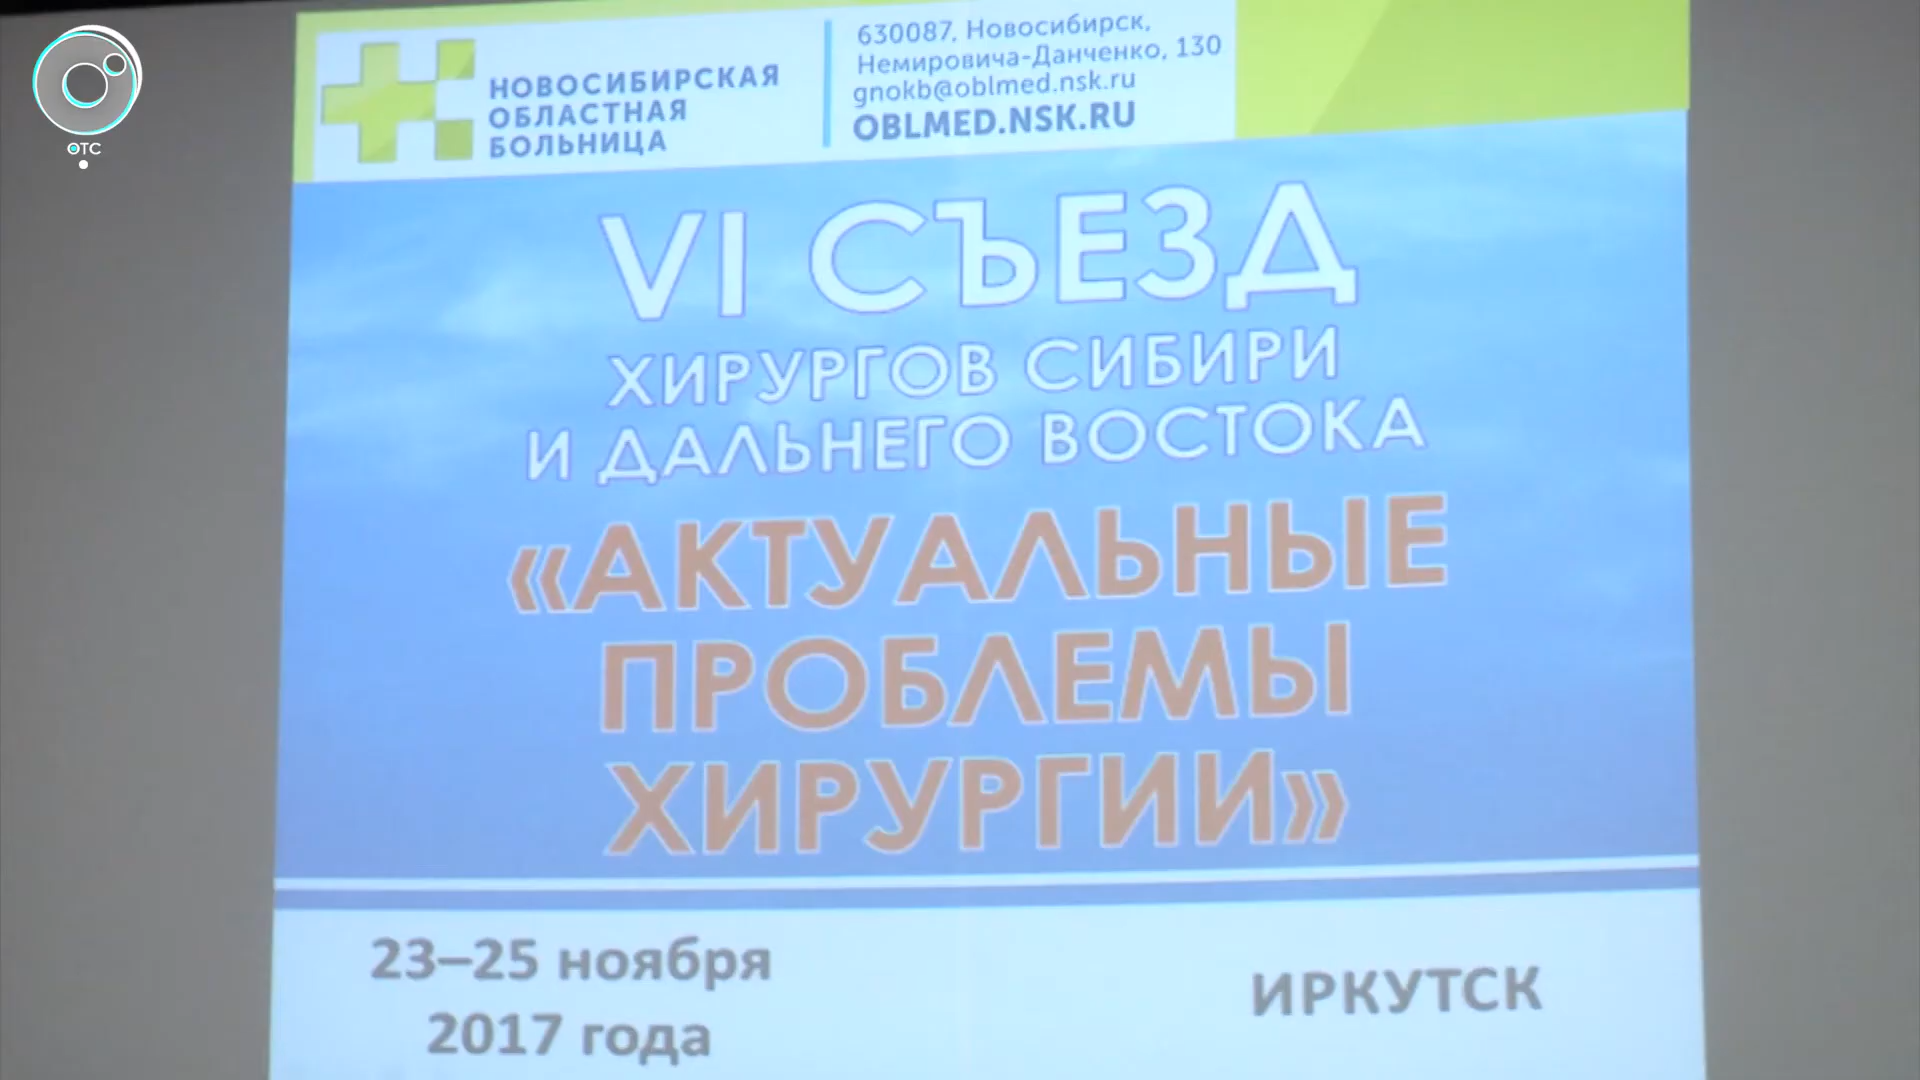 ОТС
НОВОСИБИРСКАЯ
ОБЛАСТНАЯ
БОЛЬНИЦА
630087, Новосибирск,
Немировича-Данченко, 130
gnokb@oblmed.nsk.ru
OBLMED.NSK.RU
VI СЪЕЗД
ХИРУРГОВ СИБИРИ
И ДАЛЬНЕГО ВОСТОКА
«АКТУАЛЬНЫЕ
ПРОБЛЕМЫ
ХИРУРГИИ»
23–25 ноября
2017 года
ИРКУТСК